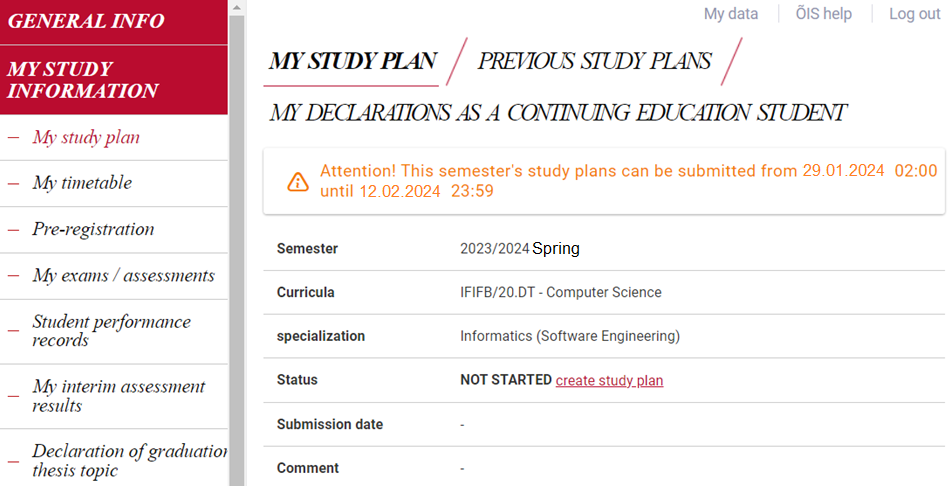 GENERAL INFO
MY STUDY
INFORMATION
My study plan
My timetable
Pre-registration
My exams / assessments
Student performance
records
My interim assessment
results
Declaration of graduation
thesis topic
My data
ÕIS help
Log out
MY STUDY PLAN
PREVIOUS STUDY PLANS
MY DECLARATIONS AS A CONTINUING EDUCATION STUDENT
Attention! This semester's study plans can be submitted from 29.01.2024 02:00
until 12.02.2024 23:59
Semester 2023/2024 Spring
Curricula IFIFB/20.DT - Computer Science
specialization Informatics (Software Engineering)
Status NOT STARTED create study plan
Submission date -
Comment -